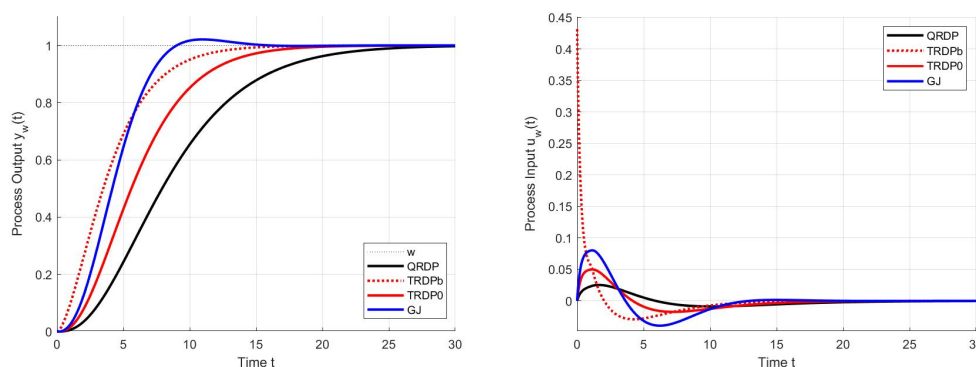 1
0.8
0.6
0.4
0.2
0
0
5
10
15
20
25
30
Process Output y_w(t)
Time t
w
QRDP
TRDPb
TRDP0
GJ
0.45
0.4
0.35
0.3
0.25
0.2
0.15
0.1
0.05
0
0
5
10
15
20
25
3
Process Input u_w(t)
Time t
QRDP
TRDPb
TRDP0
GJ